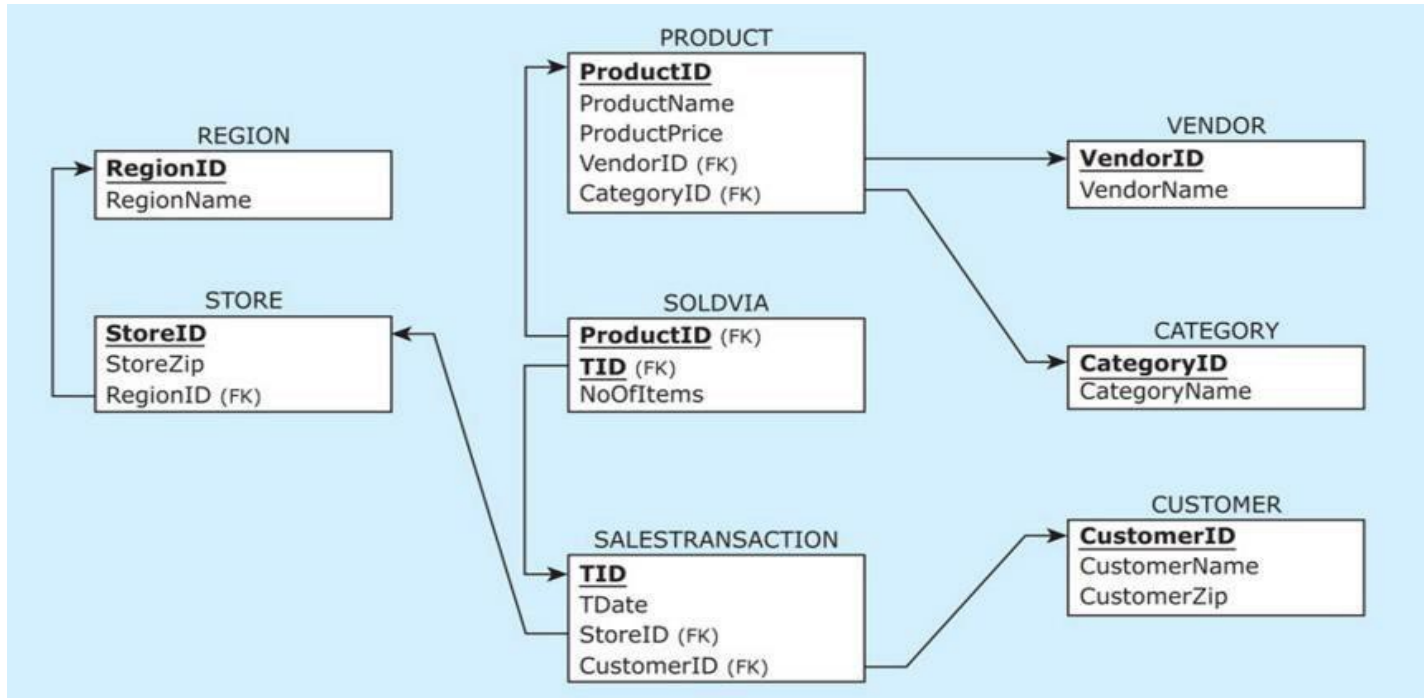 PRODUCT
ProductID
ProductName
ProductPrice
VendorID (FK)
CategoryID (FK)
REGION
RegionID
RegionName
VENDOR
VendorID
VendorName
STORE
StoreID
StoreZip
RegionID (FK)
SOLDVIA
ProductID (FK)
TID (FK)
NoOfItems
CATEGORY
CategoryID
CategoryName
SALESTRANSACTION
TID
TDate
StoreID (FK)
CustomerID (FK)
CUSTOMER
CustomerID
CustomerName
CustomerZip